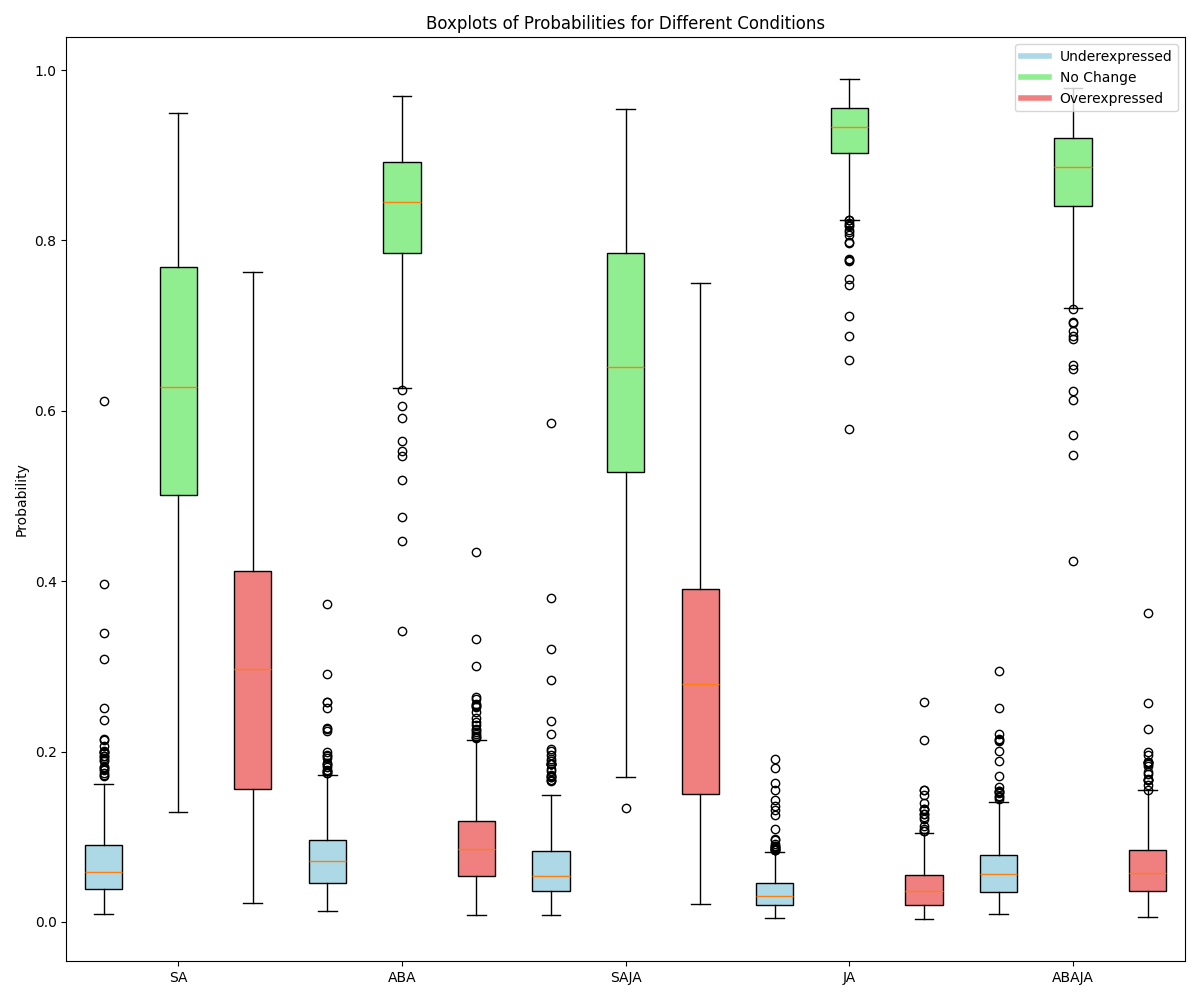 Boxplots of Probabilities for Different Conditions
Underexpressed
No Change
Overexpressed
1.0
0.8
0.6
0.4
0.2
0.0
Probability
SA
ABA
SAJA
JA
ABAJA